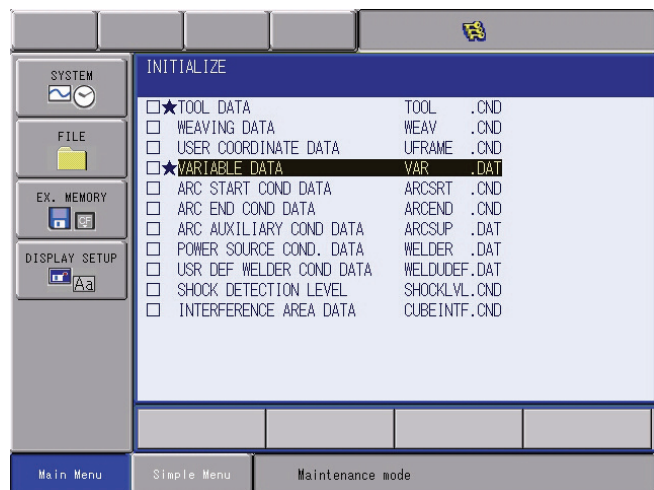 SYSTEM
FILE
EX. MEMORY
CF
DISPLAY SETUP
Aa
INITIALIZE
□★TOOL DATA TOOL .CND
□ WEAVING DATA WEAV .CND
□ USER COORDINATE DATA UFRAME .CND
□★VARIABLE DATA VAR .DAT
□ ARC START COND DATA ARCSRT .CND
□ ARC END COND DATA ARCEND .CND
□ ARC AUXILIARY COND DATA ARCSUP .DAT
□ POWER SOURCE COND. DATA WELDER .DAT
□ USR DEF WELDER COND DATA WELDUDEF.DAT
□ SHOCK DETECTION LEVEL SHOCKLVL.CND
□ INTERFERENCE AREA DATA CUBEINTF.CND
Main Menu Simple Menu Maintenance mode